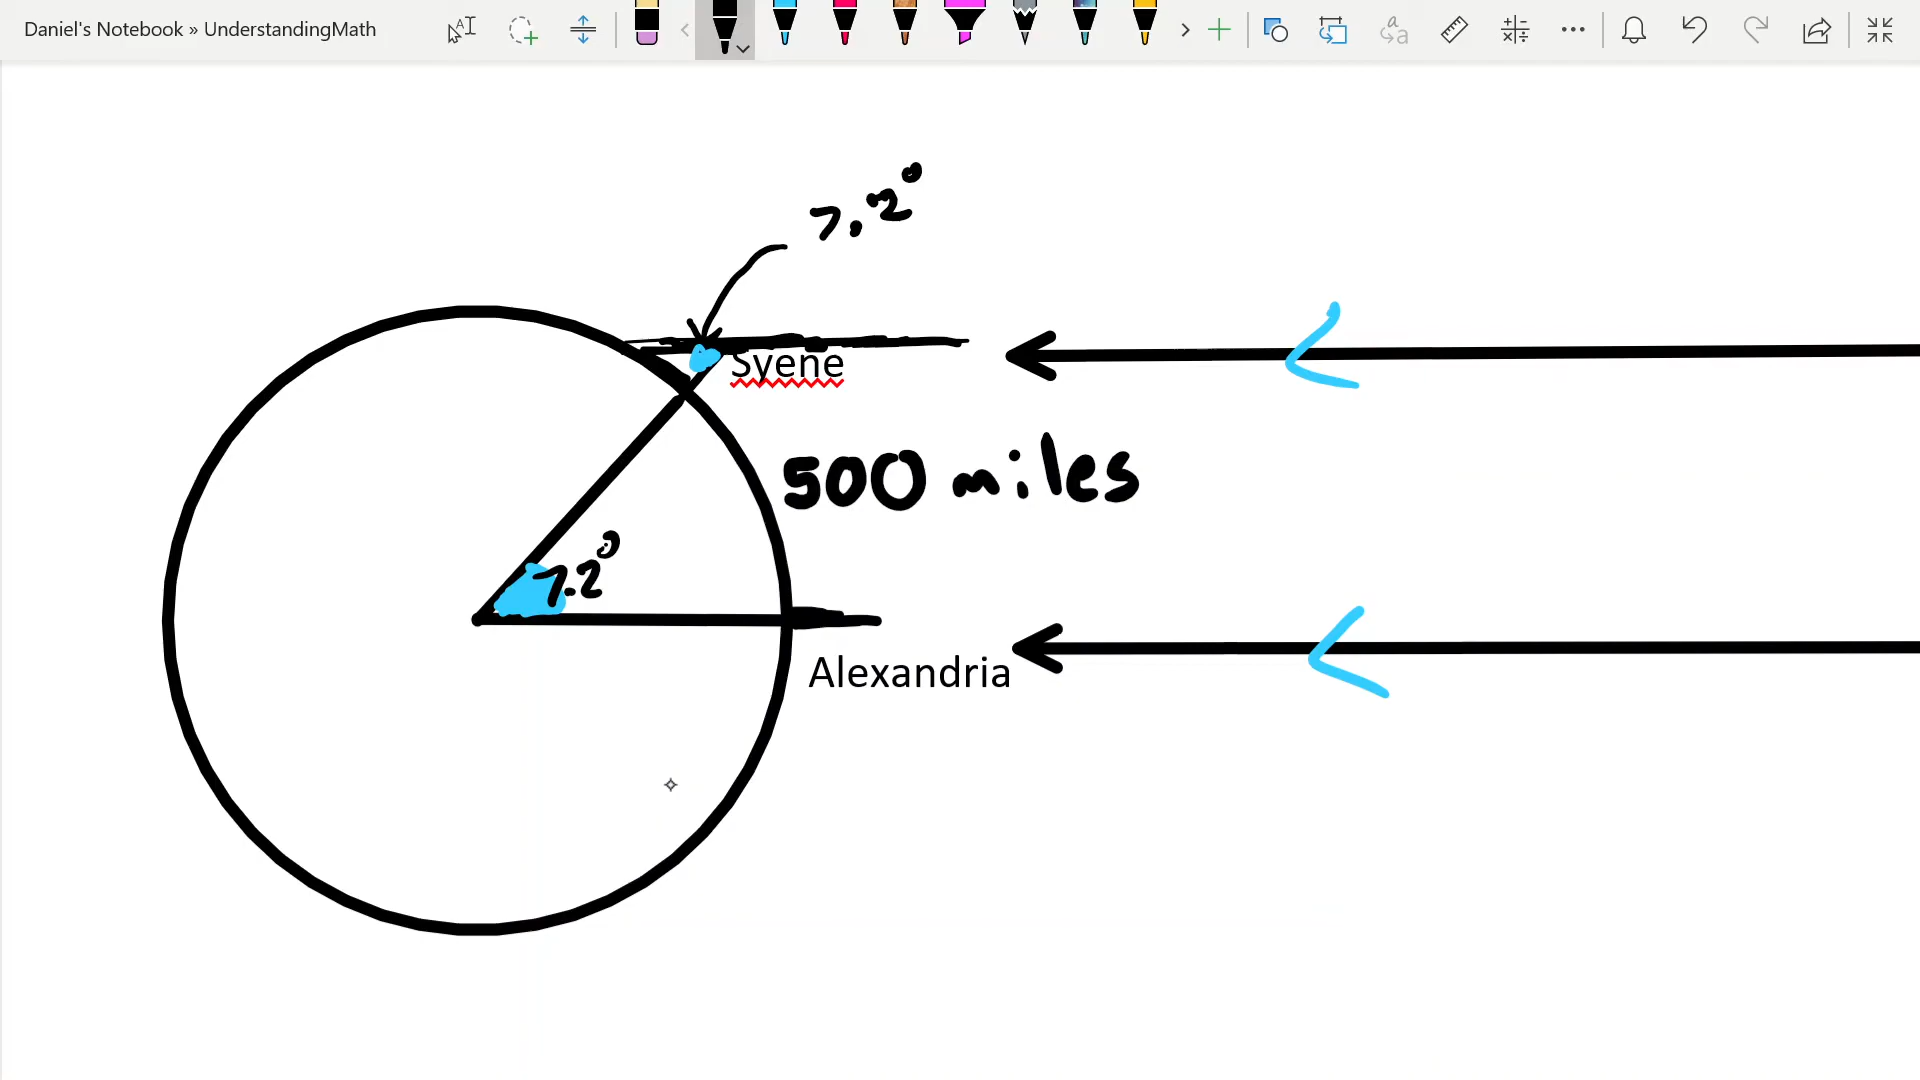 Daniel's Notebook » UnderstandingMath
7.2°
Syene
500 miles
7.2°
Alexandria